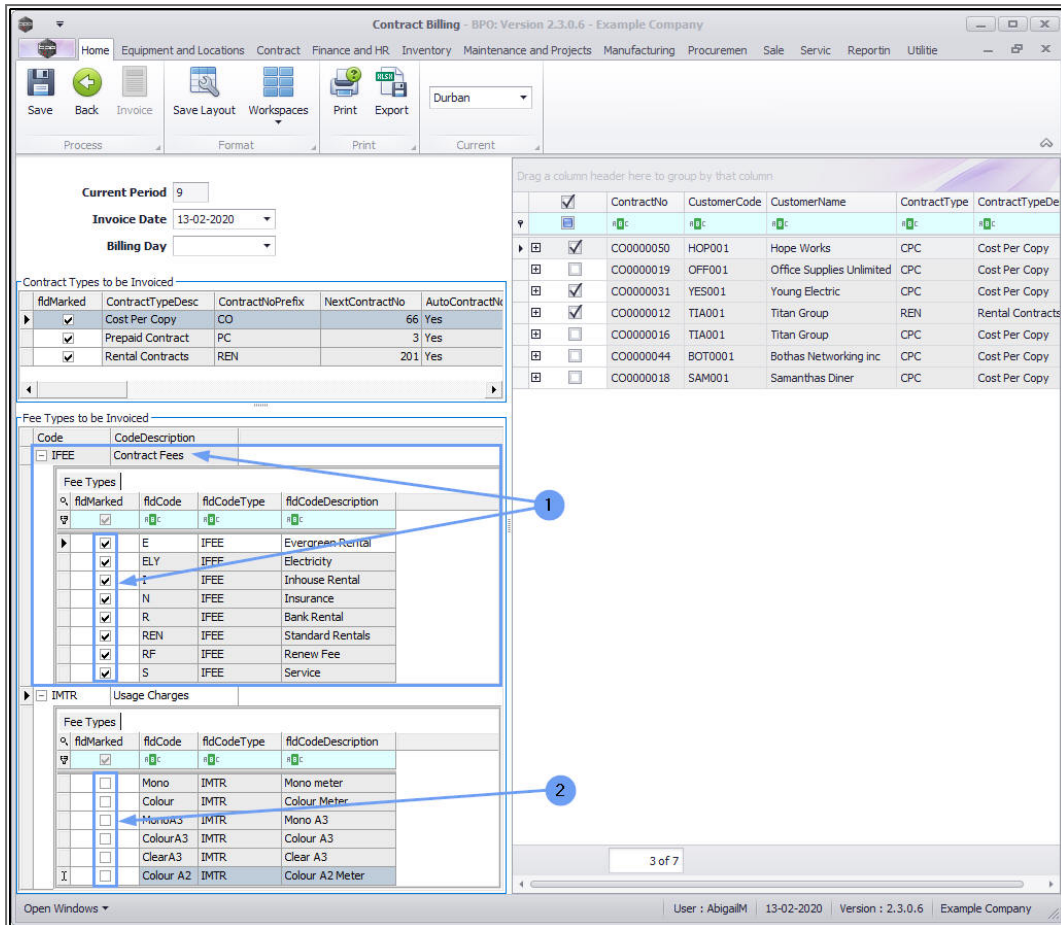 Contract Billing - BPO: Version 2.3.0.6 - Example Company
Home Equipment and Locations Contract Finance and HR Inventory Maintenance and Projects Manufacturing Procuremen Sale Servic Reportin Utilitie
Save Back Invoice Save Layout Workspaces Print Export Durban
Process Format Print Current
Current Period 9
Invoice Date 13-02-2020
Billing Day
Contract Types to be Invoiced
fldMarked ContractTypeDesc ContractNoPrefix NextContractNo AutoContractNo
Cost Per Copy CO 66 Yes
Prepaid Contract PC 3 Yes
Rental Contracts REN 201 Yes
Fee Types to be Invoiced
Code CodeDescription
IFEE Contract Fees
Fee Types
fldMarked fldCode fldCodeType fldCodeDescription
E IFEE Evergreen Rental
ELY IFEE Electricity
I IFEE Inhouse Rental
N IFEE Insurance
R IFEE Bank Rental
REN IFEE Standard Rentals
RF IFEE Renew Fee
S IFEE Service
IMTR Usage Charges
Fee Types
fldMarked fldCode fldCodeType fldCodeDescription
Mono IMTR Mono meter
Colour IMTR Colour Meter
MonoA3 IMTR Mono A3
ColourA3 IMTR Colour A3
ClearA3 IMTR Clear A3
Colour A2 IMTR Colour A2 Meter
1
2
Drag a column header here to group by that column
ContractNo CustomerCode CustomerName ContractType ContractTypeDe
CO0000050 HOP001 Hope Works CPC Cost Per Copy
CO0000019 OFF001 Office Supplies Unlimited CPC Cost Per Copy
CO0000031 YES001 Young Electric CPC Cost Per Copy
CO0000012 TIA001 Titan Group REN Rental Contracts
CO0000016 TIA001 Titan Group CPC Cost Per Copy
CO0000044 BOT0001 Bothas Networking inc CPC Cost Per Copy
CO0000018 SAM001 Samanthas Diner CPC Cost Per Copy
3 of 7
Open Windows User : AbigailM 13-02-2020 Version : 2.3.0.6 Example Company